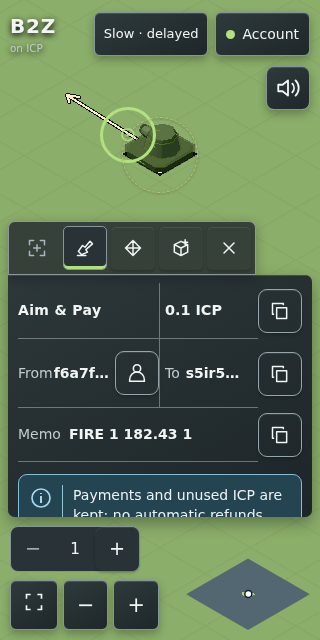 B2Z
on ICP
Slow · delayed
Account
Aim & Pay
0.1 ICP
From f6a7f...
To s5ir5...
Memo FIRE 1 182.43 1
Payments and unused ICP are
kept; no automatic refunds
− 1 +
− +